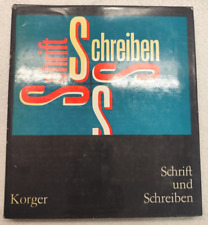 Schrift
Schreiben
S
S
S
Schrift
und
Schreiben
Korger